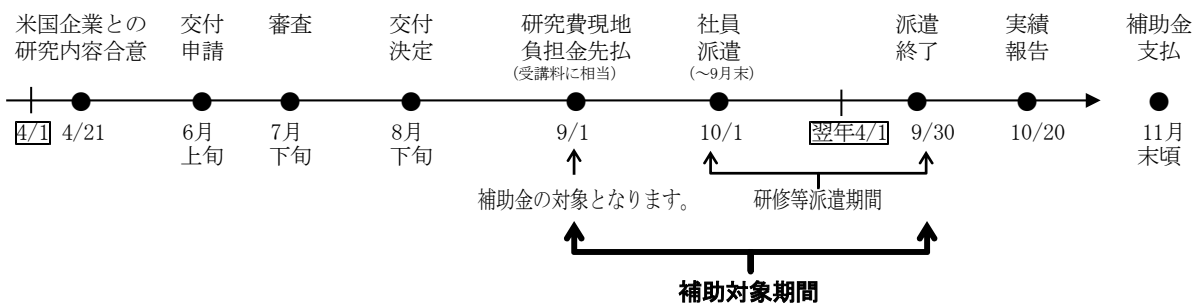 米国企業との
研究内容合意
交付
申請
審査
交付
決定
研究費現地
負担金先払
(受講料に相当)
社員
派遣
(～9月末)
派遣
終了
実績
報告
補助金
支払
4/1
4/21
6月
上旬
7月
下旬
8月
下旬
9/1
10/1
翌年4/1
9/30
10/20
11月
末頃
補助金の対象となります。
研修等派遣期間
補助対象期間